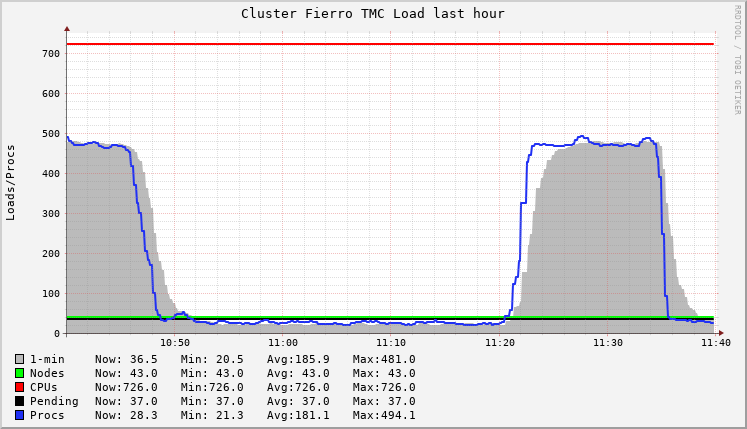 Cluster Fierro TMC Load last hour
RRDTOOL / TOBI OETIKER
Loads/Procs
700
600
500
400
300
200
100
0
10:50 11:00 11:10 11:20 11:30 11:40
1-min Now: 36.5 Min: 20.5 Avg:185.9 Max:481.0
Nodes Now: 43.0 Min: 43.0 Avg: 43.0 Max: 43.0
CPUs Now:726.0 Min:726.0 Avg:726.0 Max:726.0
Pending Now: 37.0 Min: 37.0 Avg: 37.0 Max: 37.0
Procs Now: 28.3 Min: 21.3 Avg:181.1 Max:494.1